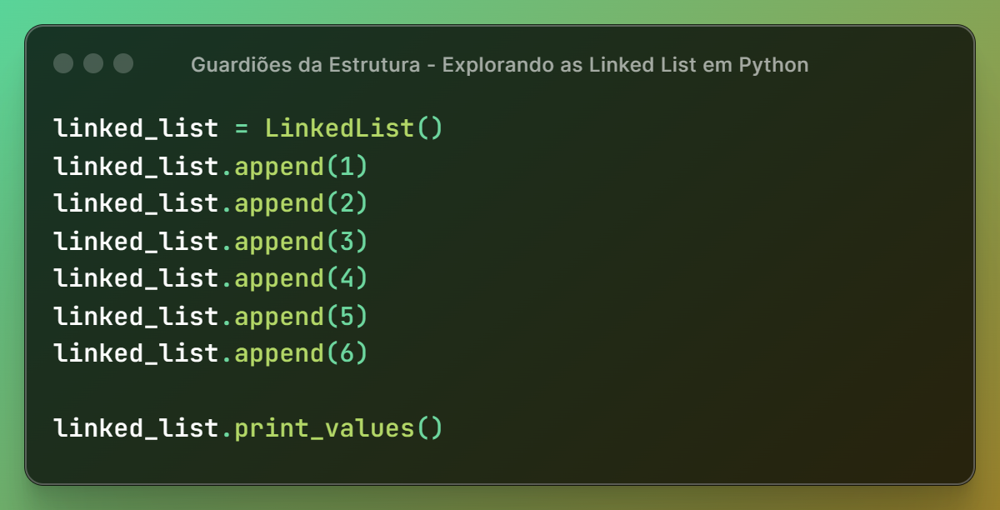 Guardiões da Estrutura - Explorando as Linked List em Python
linked_list = LinkedList()
linked_list.append(1)
linked_list.append(2)
linked_list.append(3)
linked_list.append(4)
linked_list.append(5)
linked_list.append(6)
linked_list.print_values()